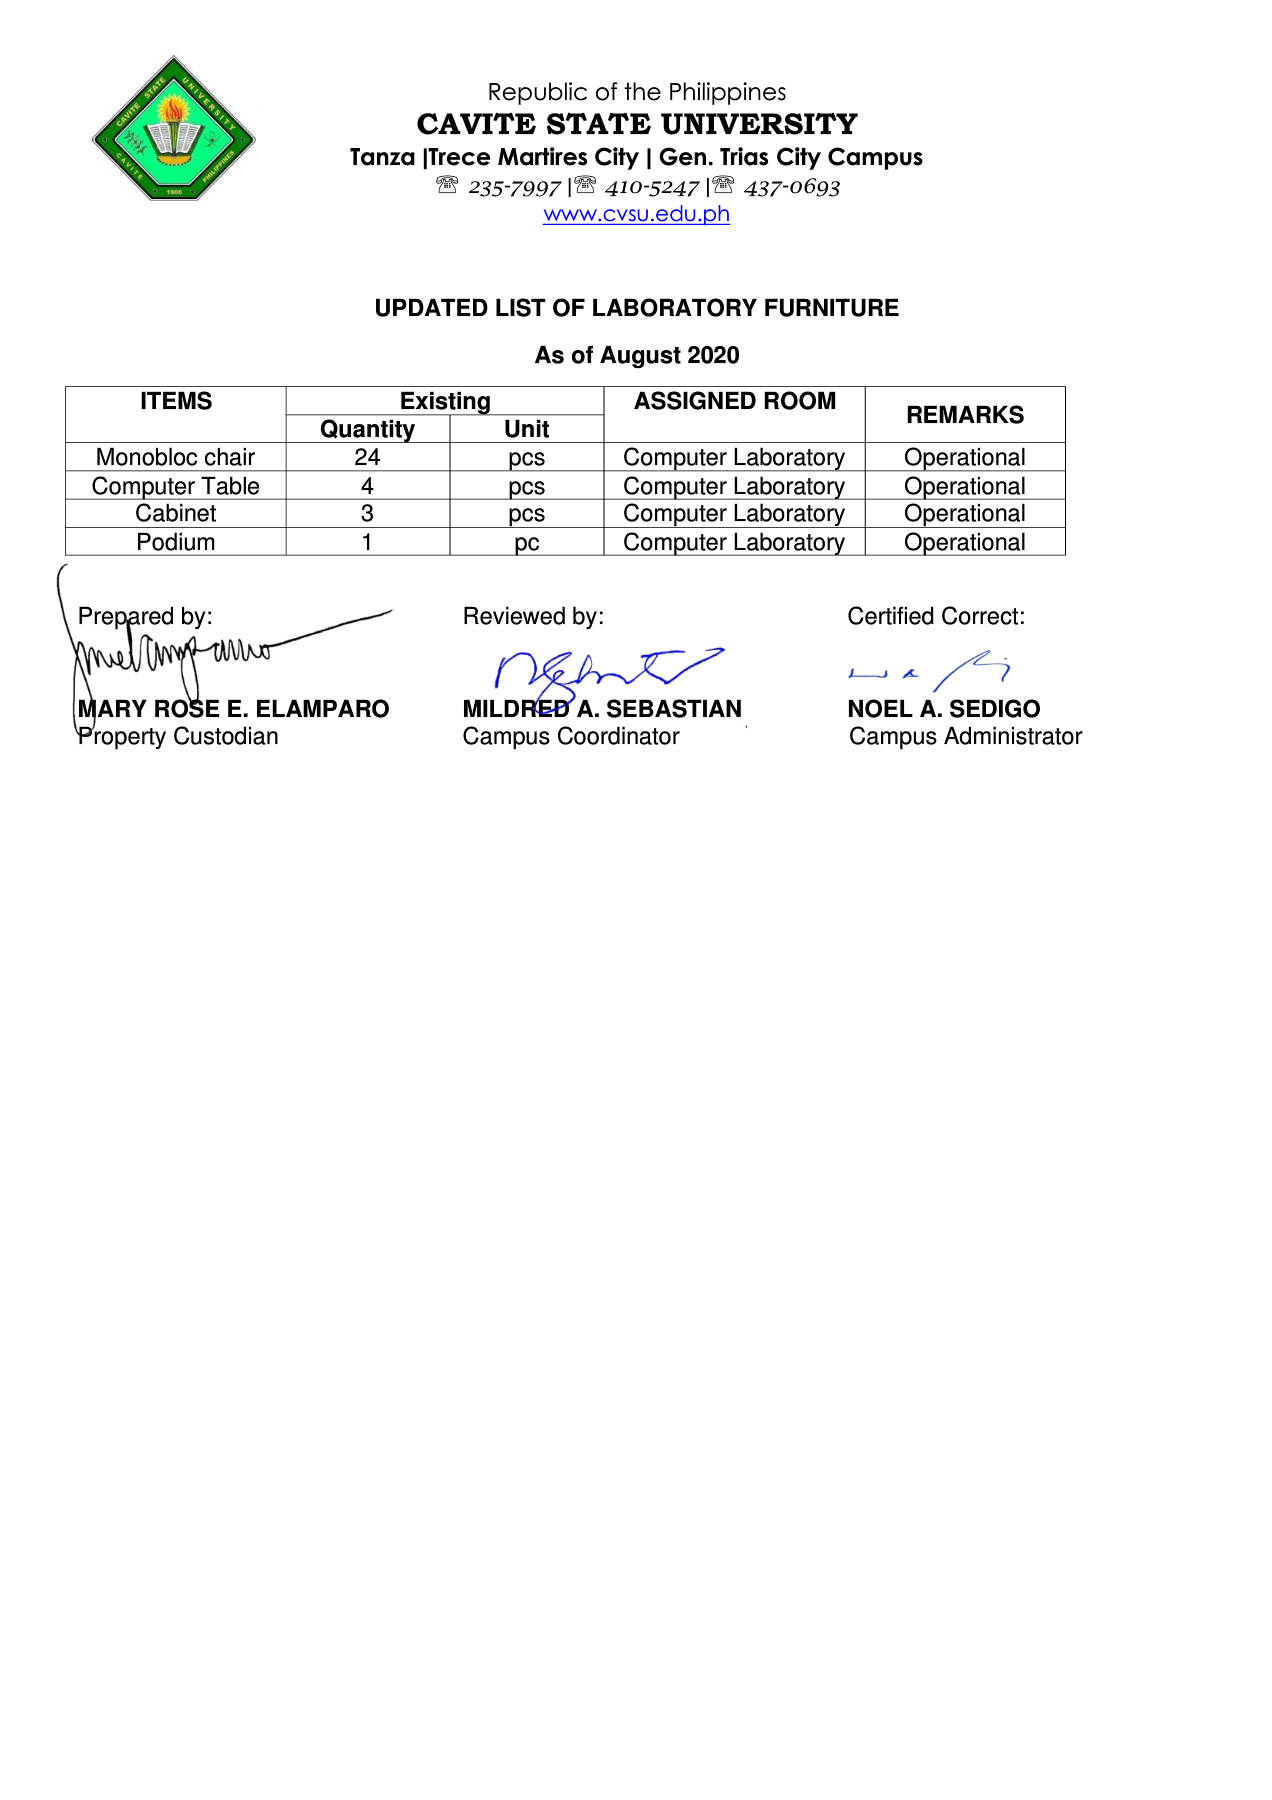 CAVITE STATE UNIVERSITY
CAVITE PHILIPPINES
1906
Republic of the Philippines
CAVITE STATE UNIVERSITY
Tanza |Trece Martires City | Gen. Trias City Campus
☏ 235-7997 |☏ 410-5247 |☏ 437-0693
www.cvsu.edu.ph
UPDATED LIST OF LABORATORY FURNITURE
As of August 2020
ITEMS Existing ASSIGNED ROOM REMARKS
Quantity Unit
Monobloc chair 24 pcs Computer Laboratory Operational
Computer Table 4 pcs Computer Laboratory Operational
Cabinet 3 pcs Computer Laboratory Operational
Podium 1 pc Computer Laboratory Operational
Prepared by: Reviewed by: Certified Correct:
MARY ROSE E. ELAMPARO MILDRED A. SEBASTIAN NOEL A. SEDIGO
Property Custodian Campus Coordinator Campus Administrator